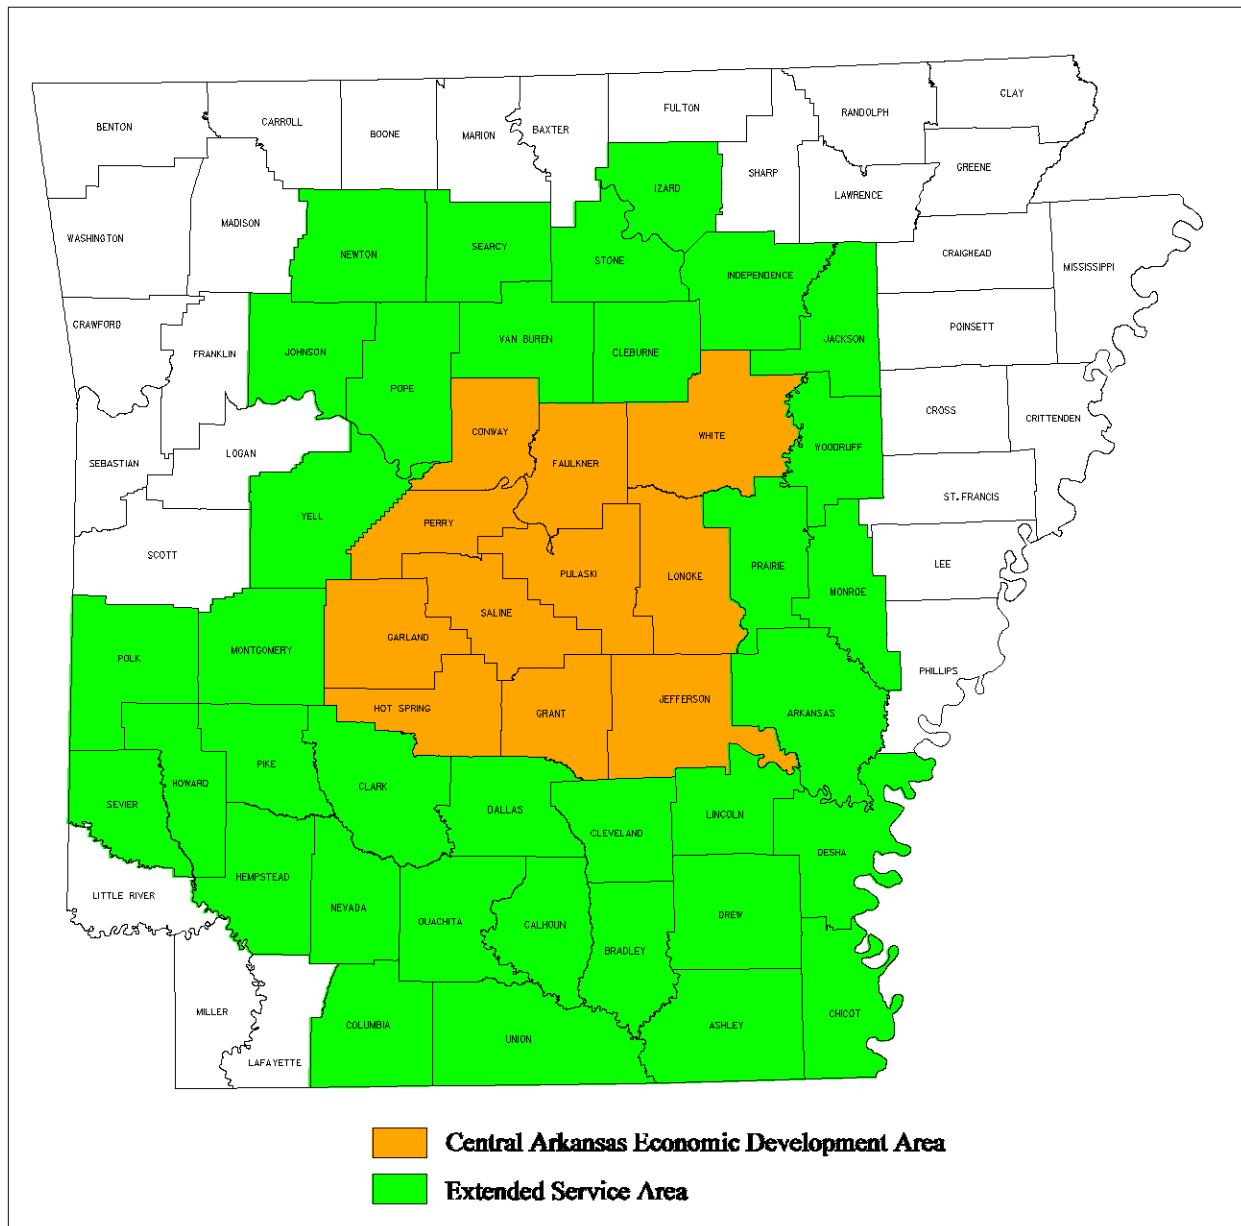 CLAY
FULTON
RANDOLPH
BENTON
CARROLL
BOONE
MARION
BAXTER
GREENE
SHARP
IZARD
LAWRENCE
MADISON
WASHINGTON
NEWTON
SEARCY
STONE
CRAIGHEAD
MISSISSIPPI
INDEPENDENCE
CRAWFORD
FRANKLIN
JOHNSON
VAN BUREN
CLEBURNE
JACKSON
POINSETT
POPE
CONWAY
WHITE
CROSS
CRITTENDEN
WOODRUFF
SEBASTIAN
LOGAN
FAULKNER
ST.FRANCIS
YELL
PERRY
SCOTT
PULASKI
LONOKE
PRAIRIE
LEE
MONROE
SALINE
GARLAND
POLK
MONTGOMERY
PHILLIPS
HOT SPRING
GRANT
JEFFERSON
ARKANSAS
PIKE
HOWARD
CLARK
SEVIER
DALLAS
CLEVELAND
LINCOLN
DESHA
HEMPSTEAD
LITTLE RIVER
NEVADA
OUACHITA
CALHOUN
DREW
BRADLEY
MILLER
COLUMBIA
UNION
ASHLEY
CHICOT
LAFAYETTE
Central Arkansas Economic Development Area
Extended Service Area